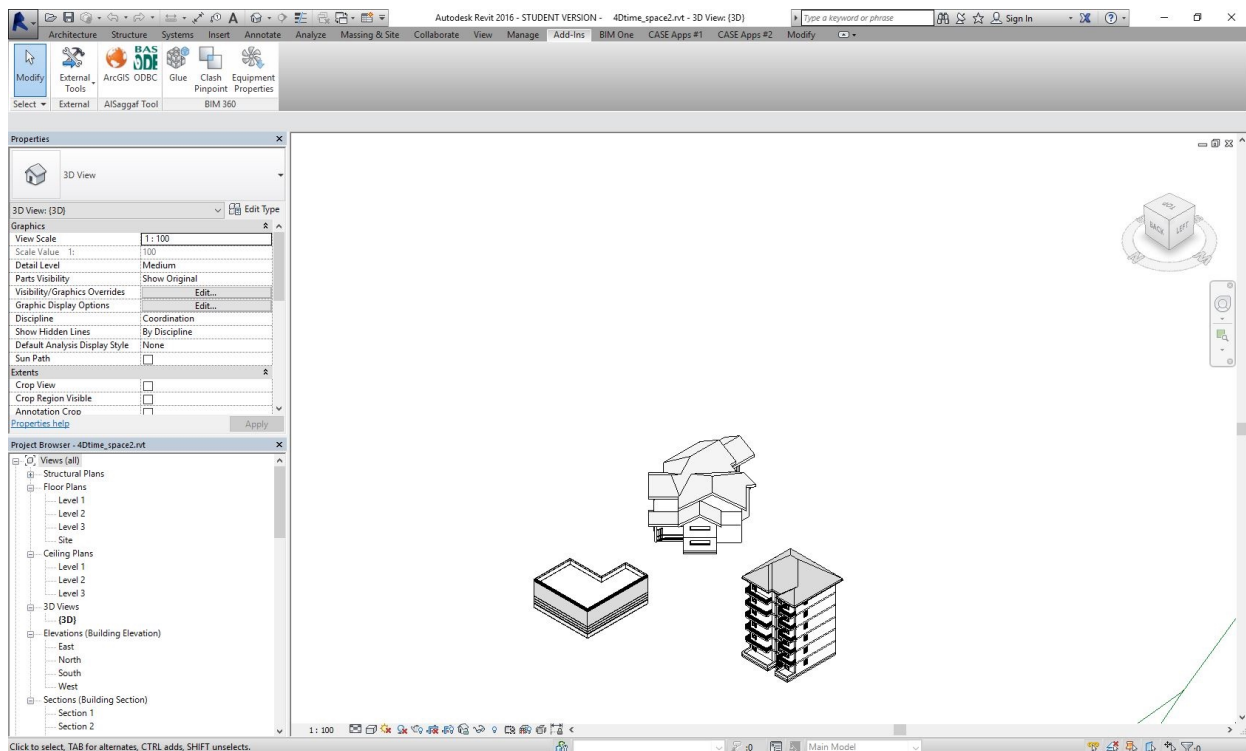 Autodesk Revit 2016 - STUDENT VERSION - 4Dtime_space2.rvt - 3D View: {3D}
Type a keyword or phrase
Sign In
Architecture Structure Systems Insert Annotate Analyze Massing & Site Collaborate View Manage Add-Ins BIM One CASE Apps #1 CASE Apps #2 Modify
BAS
ODE
Modify External Tools ArcGIS ODBC Glue Clash Pinpoint Equipment Properties
Select External AlSaggaf Tool BIM 360
Properties
3D View
3D View: {3D} Edit Type
Graphics
View Scale 1 : 100
Scale Value 1: 100
Detail Level Medium
Parts Visibility Show Original
Visibility/Graphics Overrides Edit...
Graphic Display Options Edit...
Discipline Coordination
Show Hidden Lines By Discipline
Default Analysis Display Style None
Sun Path
Extents
Crop View
Crop Region Visible
Annotation Crop
Properties help Apply
Project Browser - 4Dtime_space2.rvt
Views (all)
Structural Plans
Floor Plans
Level 1
Level 2
Level 3
Site
Ceiling Plans
Level 1
Level 2
Level 3
3D Views
{3D}
Elevations (Building Elevation)
East
North
South
West
Sections (Building Section)
Section 1
Section 2
TOP
BACK LEFT
1 : 100
Click to select, TAB for alternates, CTRL adds, SHIFT unselects.
:0 Main Model
:0